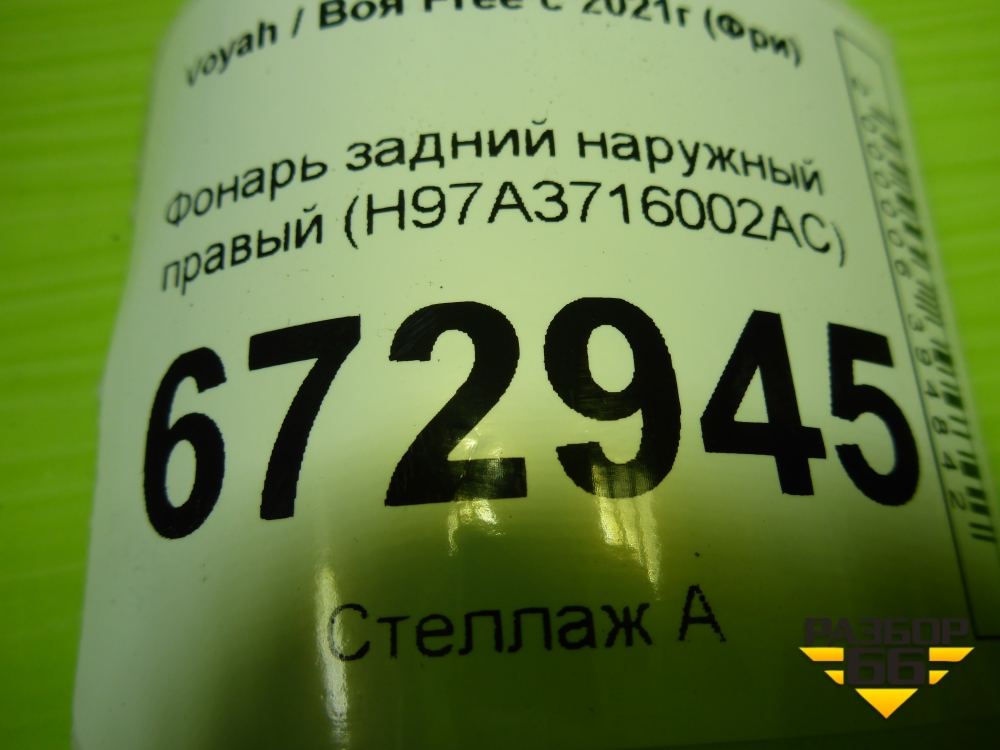 Voyah / Воя Free с 2021г (Фри)
Фонарь задний наружный
правый (H97A3716002AC)
672945
Стеллаж А
РАЗБОР
66